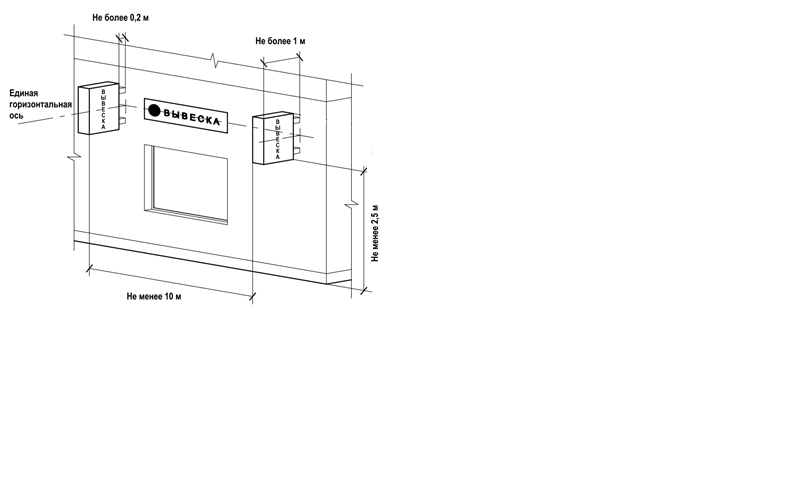 Не более 0,2 м
Не более 1 м
Единая
горизонтальная
ось
ВЫВЕСКА
ВЫВЕСКА
ВЫВЕСКА
Не менее 2,5 м
Не менее 10 м